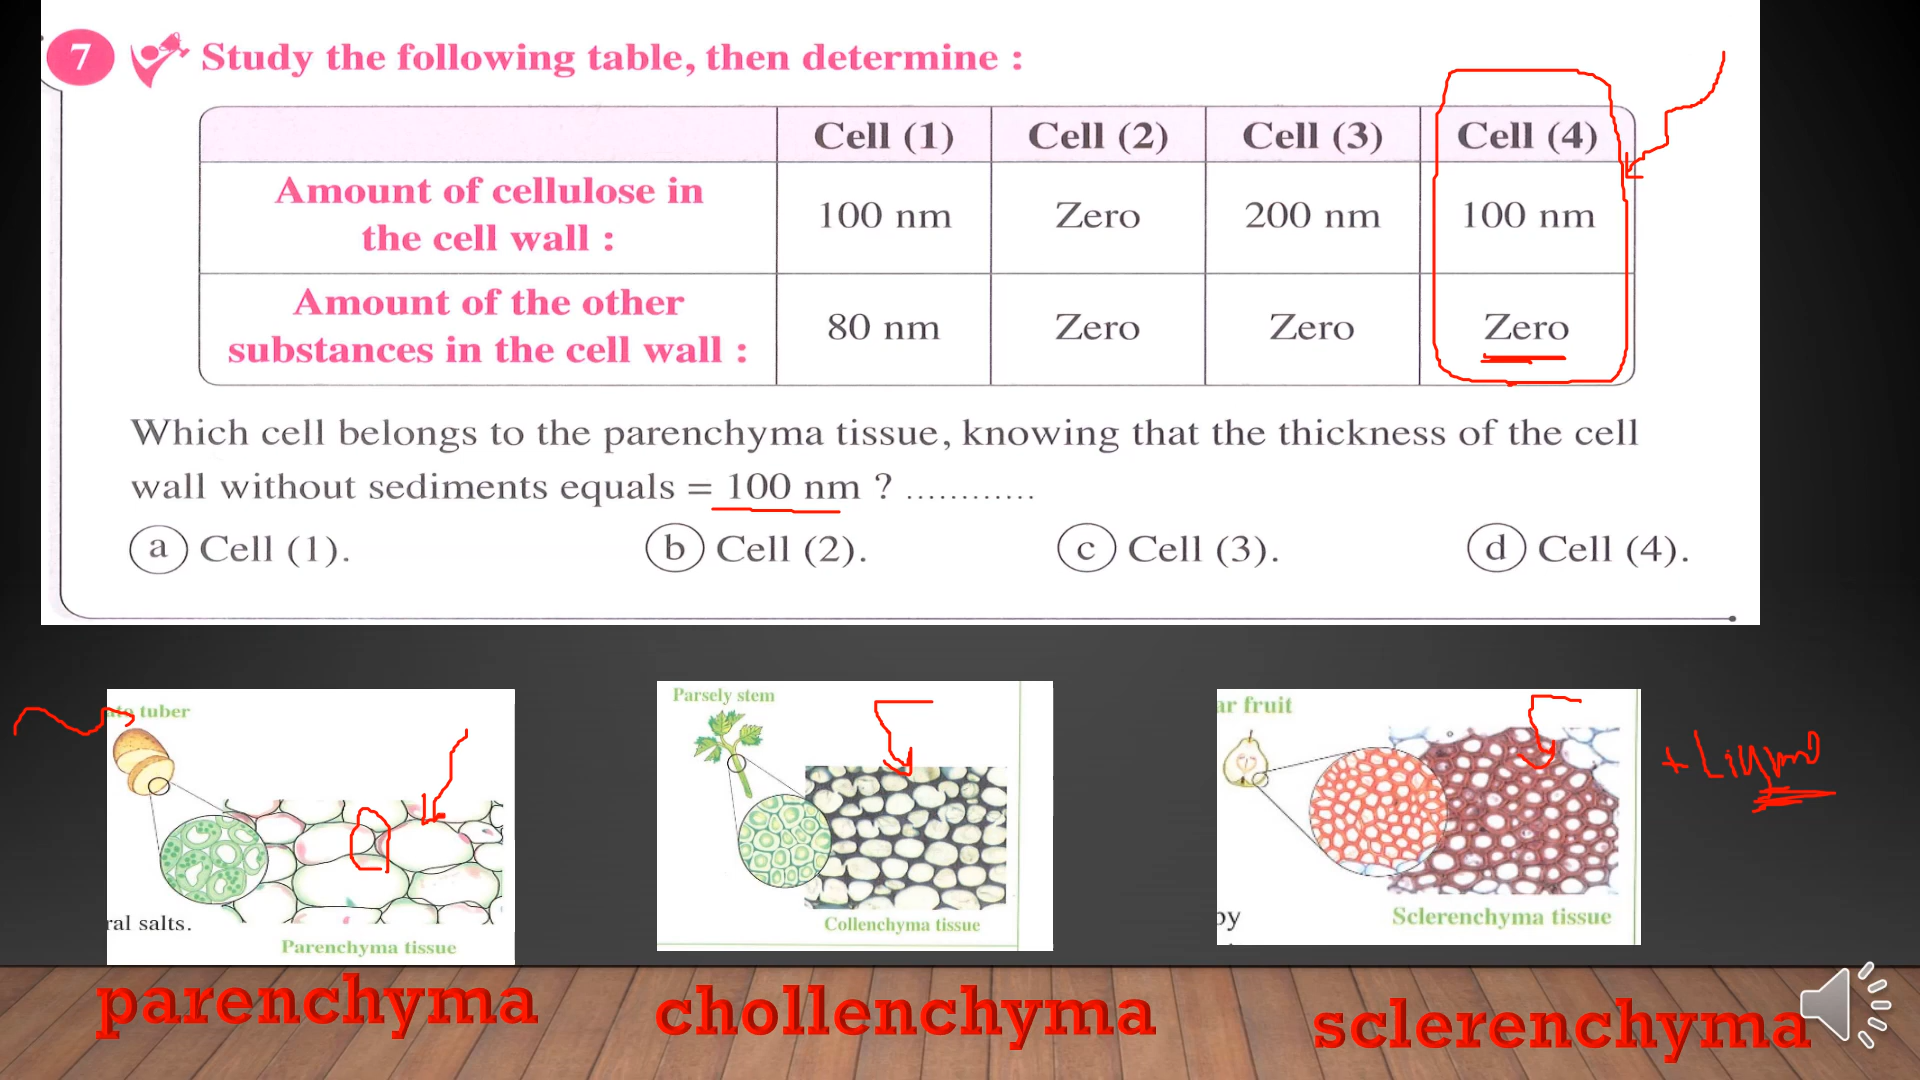 7 Study the following table, then determine :
Cell (1) Cell (2) Cell (3) Cell (4)
Amount of cellulose in
the cell wall : 100 nm Zero 200 nm 100 nm
Amount of the other
substances in the cell wall : 80 nm Zero Zero Zero
Which cell belongs to the parenchyma tissue, knowing that the thickness of the cell
wall without sediments equals = 100 nm ? ............
a Cell (1). b Cell (2). c Cell (3). d Cell (4).
tuber
ral salts.
Parenchyma tissue
Parsely stem
Collenchyma tissue
ar fruit
by
Sclerenchyma tissue
parenchyma
chollenchyma
sclerenchyma